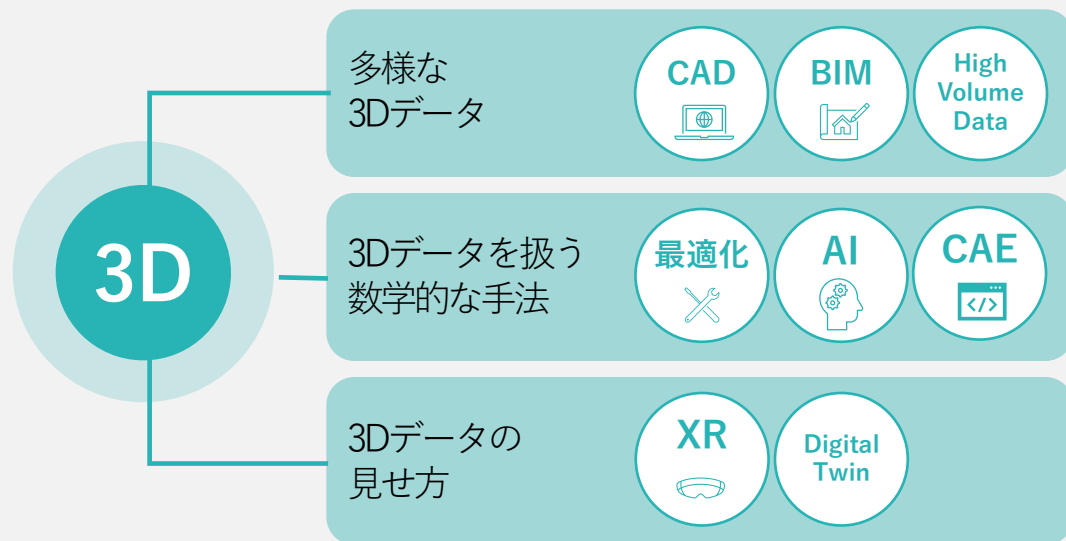 3D
多様な
3Dデータ
CAD
BIM
High
Volume
Data
3Dデータを扱う
数学的な手法
最適化
AI
CAE
</>
3Dデータの
見せ方
XR
Digital
Twin